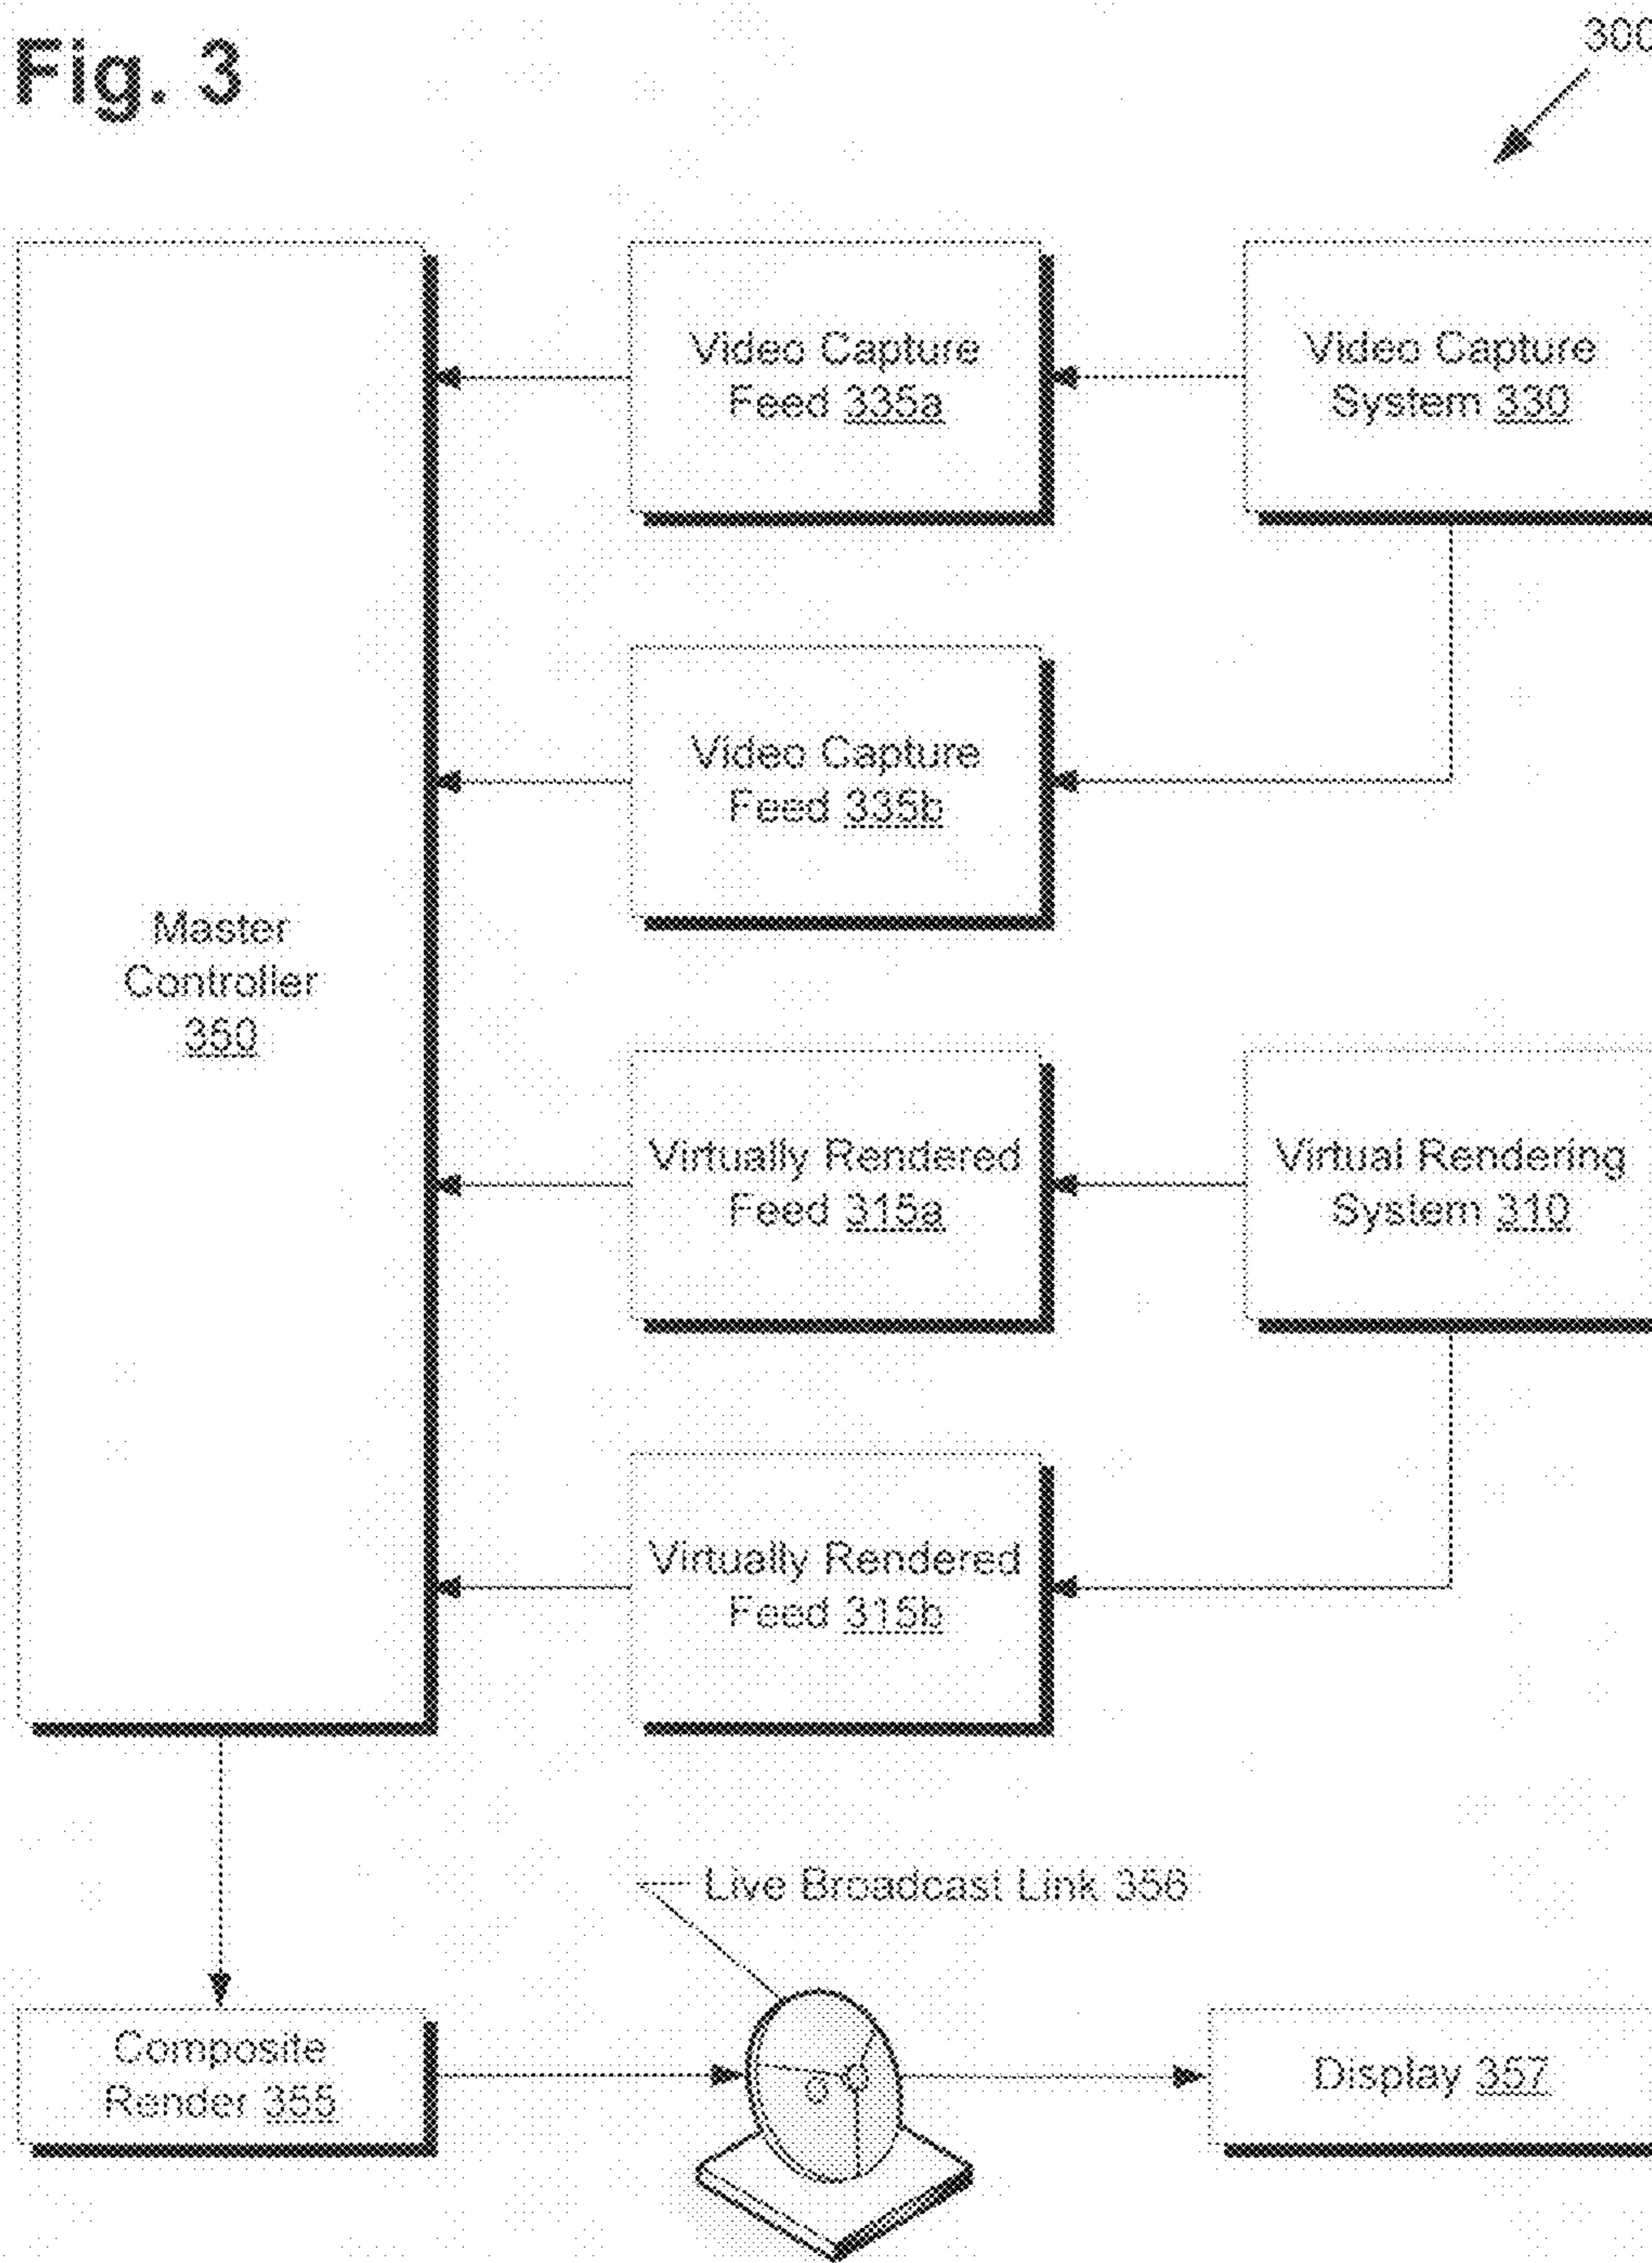 Fig. 3
300
Video Capture
Feed 335a
Video Capture
System 330
Video Capture
Feed 335b
Master
Controller
350
Virtually Rendered
Feed 315a
Virtual Rendering
System 310
Virtually Rendered
Feed 315b
Live Broadcast Link 356
Composite
Render 355
Display 357